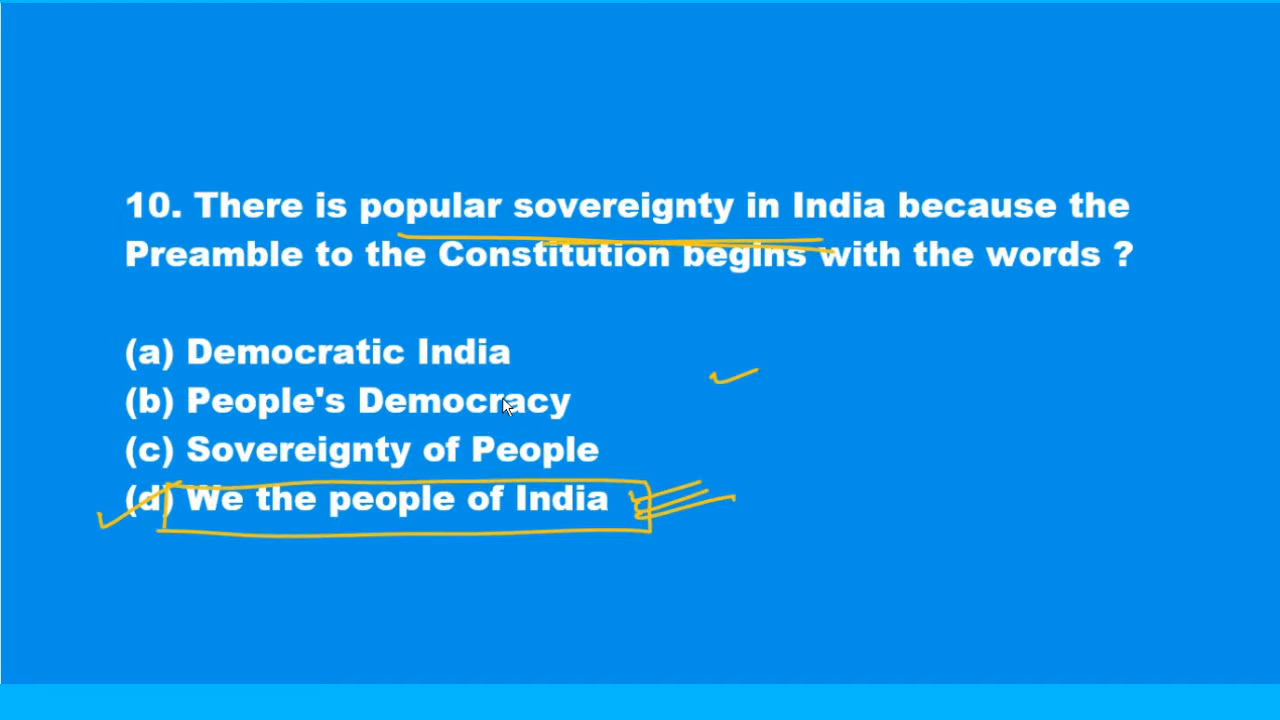 10. There is popular sovereignty in India because the
Preamble to the Constitution begins with the words ?
(a) Democratic India
(b) People's Democracy
(c) Sovereignty of People
(d) We the people of India